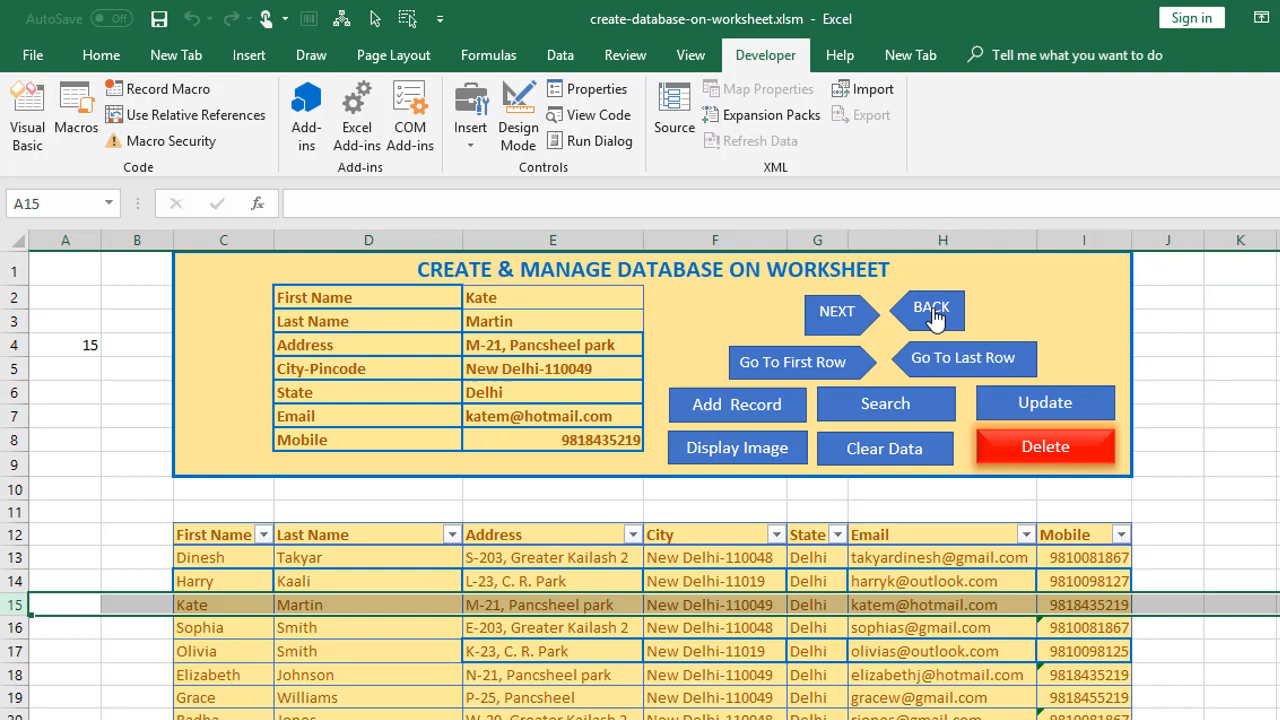 AutoSave Off create-database-on-worksheet.xlsm - Excel Sign in
File Home New Tab Insert Draw Page Layout Formulas Data Review View Developer Help New Tab Tell me what you want to do
Visual Basic
Macros
Record Macro
Use Relative References
Macro Security
Code
Add-ins
Excel Add-ins
COM Add-ins
Add-ins
Insert
Design Mode
Properties
View Code
Run Dialog
Controls
Source
Map Properties
Expansion Packs
Refresh Data
Import
Export
XML
A15 fx
A B C D E F G H I J K
1 CREATE & MANAGE DATABASE ON WORKSHEET
2 First Name Kate NEXT BACK
3 Last Name Martin
4 15 Address M-21, Pancsheel park
5 City-Pincode New Delhi-110049 Go To First Row Go To Last Row
6 State Delhi
7 Email katem@hotmail.com Add Record Search Update
8 Mobile 9818435219 Display Image Clear Data Delete
9
10
11
12 First Name Last Name Address City State Email Mobile
13 Dinesh Takyar S-203, Greater Kailash 2 New Delhi-110048 Delhi takyardinesh@gmail.com 9810081867
14 Harry Kaali L-23, C. R. Park New Delhi-11019 Delhi harryk@outlook.com 9810098127
15 Kate Martin M-21, Pancsheel park New Delhi-110049 Delhi katem@hotmail.com 9818435219
16 Sophia Smith E-203, Greater Kailash 2 New Delhi-110048 Delhi sophias@gmail.com 9810081867
17 Olivia Smith K-23, C. R. Park New Delhi-11019 Delhi olivias@outlook.com 9810098125
18 Elizabeth Johnson N-21, Pancsheel park New Delhi-110049 Delhi elizabethj@hotmail.com 9818435219
19 Grace Williams P-25, Pancsheel New Delhi-110049 Delhi gracew@gmail.com 9818455219